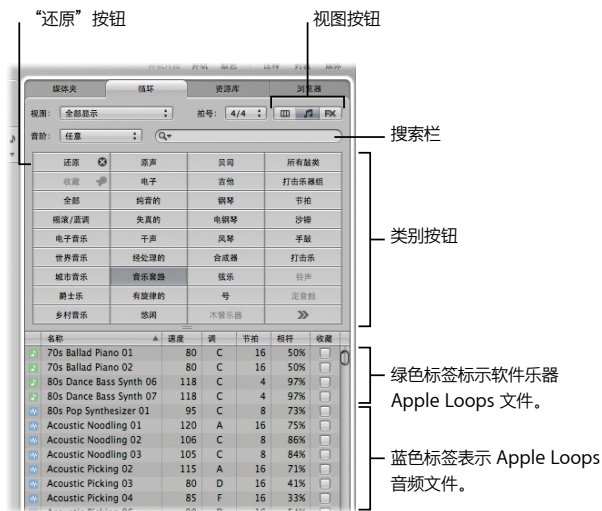 “还原”按钮
视图按钮
媒体夹 循环 资源库 浏览器
视图: 全部显示 拍号: 4/4 FX
音阶: 任意
搜索栏
还原 原声 贝司 所有鼓类
收藏 电子 吉他 打击乐器组
全部 纯音的 钢琴 节拍
摇滚/蓝调 失真的 电钢琴 沙锤
电子音乐 干声 风琴 手鼓
世界音乐 经处理的 合成器 打击乐
城市音乐 音乐套路 弦乐 铃声
爵士乐 有旋律的 号 定音鼓
乡村音乐 悠闲 木管乐器
类别按钮
名称 速度 调 节拍 相符 收藏
70s Ballad Piano 01 80 C 16 50%
70s Ballad Piano 02 80 C 16 50%
80s Dance Bass Synth 06 118 C 4 97%
80s Dance Bass Synth 07 118 C 4 97%
80s Pop Synthesizer 01 95 C 8 73%
Acoustic Noodling 01 120 A 16 75%
Acoustic Noodling 02 106 C 8 86%
Acoustic Noodling 03 105 C 8 84%
Acoustic Picking 02 115 A 16 71%
Acoustic Picking 03 80 D 16 41%
Acoustic Picking 04 85 F 16 33%
绿色标签标示软件乐器
Apple Loops 文件。
蓝色标签表示 Apple Loops
音频文件。